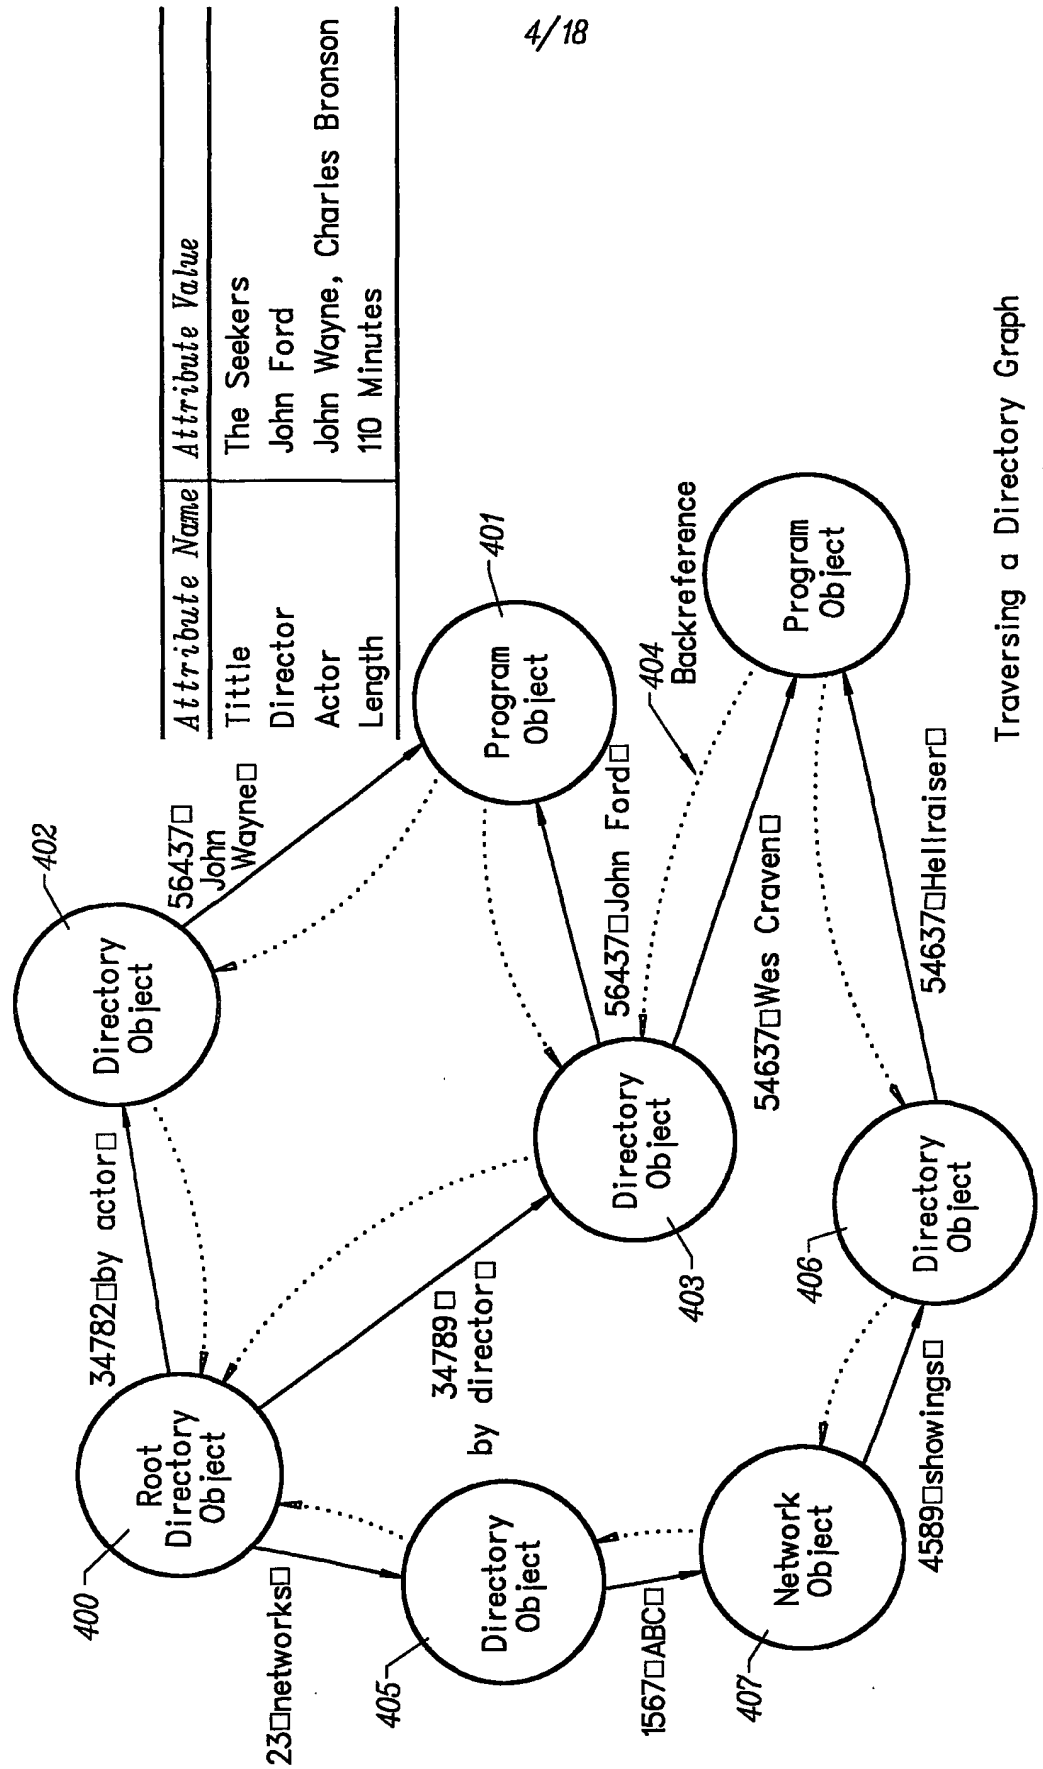 4/18
Attribute Name Attribute Value
Tittle The Seekers
Director John Ford
Actor John Wayne, Charles Bronson
Length 110 Minutes
402
Directory
Object
56437□
John
Wayne□
401
Program
Object
34782□by actor□
400
Root
Directory
Object
34789□
by director□
403
Directory
Object
56437□John Ford□
404
Backreference
Program
Object
54637□Wes Craven□
23□networks□
405
Directory
Object
1567□ABC□
407
Network
Object
4589□showings□
406
Directory
Object
54637□Hellraiser□
Traversing a Directory Graph